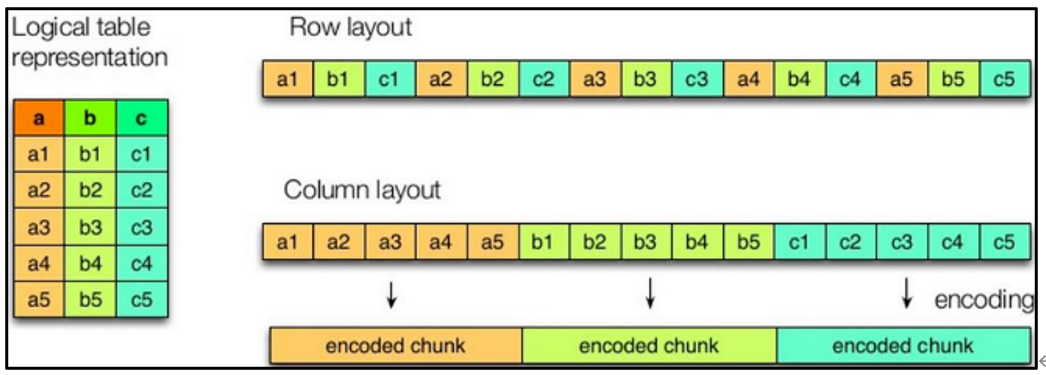 Logical table
representation
a b c
a1 b1 c1
a2 b2 c2
a3 b3 c3
a4 b4 c4
a5 b5 c5
Row layout
a1 b1 c1 a2 b2 c2 a3 b3 c3 a4 b4 c4 a5 b5 c5
Column layout
a1 a2 a3 a4 a5 b1 b2 b3 b4 b5 c1 c2 c3 c4 c5
encoding
encoded chunk encoded chunk encoded chunk